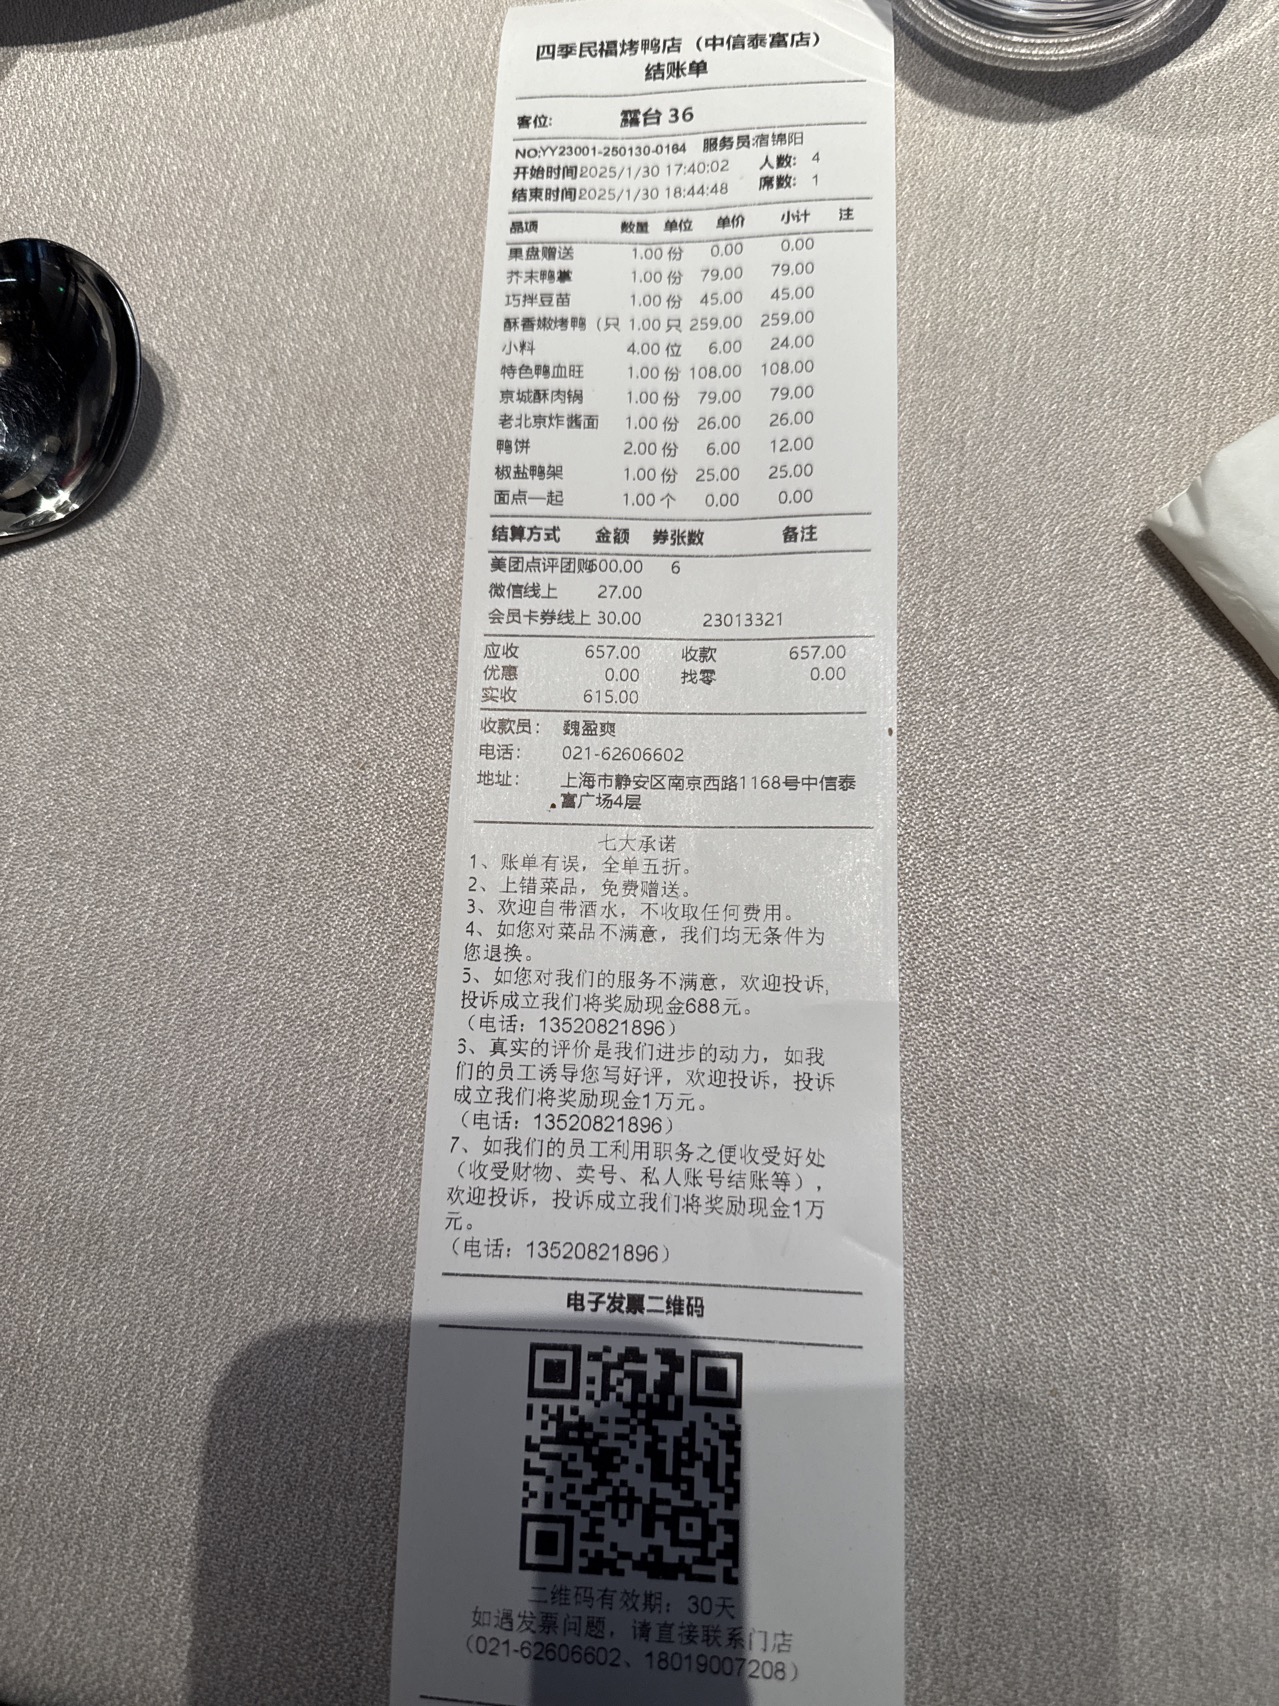 四季民福烤鸭店（中信泰富店）
结账单
客位: 露台 36
NO:YY23001-250130-0164 服务员:宿锦阳
开始时间2025/1/30 17:40:02 人数: 4
结束时间2025/1/30 18:44:48 席数: 1
品项 数量 单位 单价 小计 注
果盘赠送 1.00 份 0.00 0.00
芥末鸭掌 1.00 份 79.00 79.00
巧拌豆苗 1.00 份 45.00 45.00
酥香嫩烤鸭（只 1.00 只 259.00 259.00
小料 4.00 位 6.00 24.00
特色鸭血旺 1.00 份 108.00 108.00
京城酥肉锅 1.00 份 79.00 79.00
老北京炸酱面 1.00 份 26.00 26.00
鸭饼 2.00 份 6.00 12.00
椒盐鸭架 1.00 份 25.00 25.00
面点一起 1.00 个 0.00 0.00
结算方式 金额 券张数 备注
美团点评团购600.00 6
微信线上 27.00
会员卡券线上 30.00 23013321
应收 657.00 收款 657.00
优惠 0.00 找零 0.00
实收 615.00
收款员: 魏盈爽
电话: 021-62606602
地址: 上海市静安区南京西路1168号中信泰
富广场4层
七大承诺
1、账单有误，全单五折。
2、上错菜品，免费赠送。
3、欢迎自带酒水，不收取任何费用。
4、如您对菜品不满意，我们均无条件为
您退换。
5、如您对我们的服务不满意，欢迎投诉，
投诉成立我们将奖励现金688元。
（电话：13520821896）
6、真实的评价是我们进步的动力，如我
们的员工诱导您写好评，欢迎投诉，投诉
成立我们将奖励现金1万元。
（电话：13520821896）
7、如我们的员工利用职务之便收受好处
（收受财物、卖号、私人账号结账等），
欢迎投诉，投诉成立我们将奖励现金1万
元。
（电话：13520821896）
电子发票二维码
二维码有效期：30天
如遇发票问题，请直接联系门店
（021-62606602、18019007208）